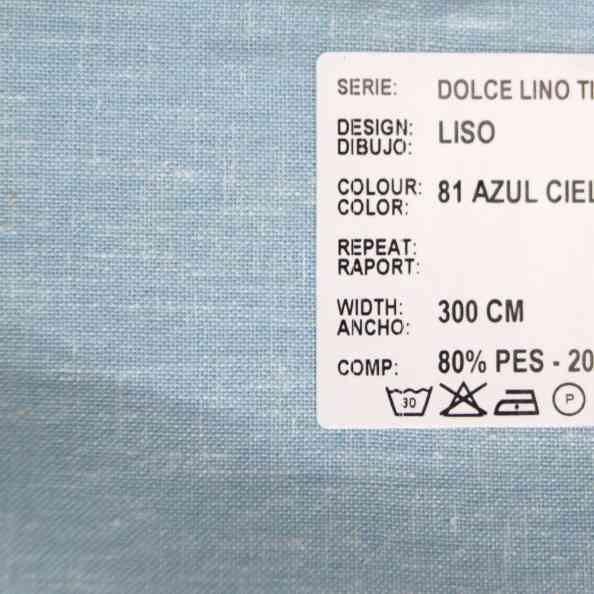 SERIE: DOLCE LINO TI
DESIGN: LISO
DIBUJO:
COLOUR: 81 AZUL CIEL
COLOR:
REPEAT:
RAPORT:
WIDTH: 300 CM
ANCHO:
COMP: 80% PES - 20
30 P